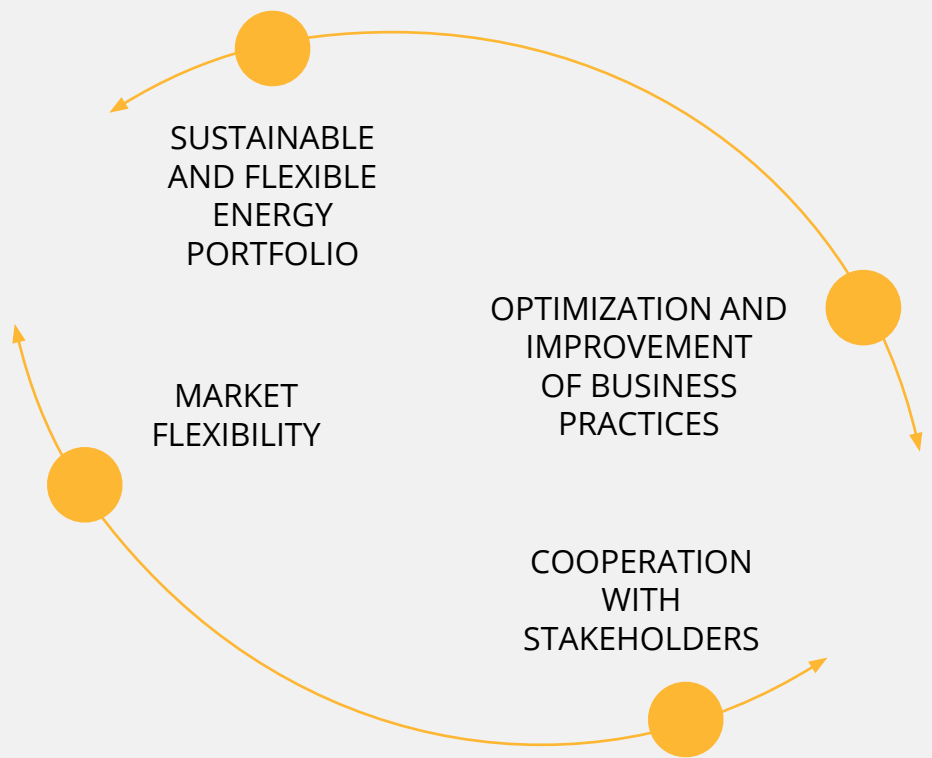 SUSTAINABLE
AND FLEXIBLE
ENERGY
PORTFOLIO
OPTIMIZATION AND
IMPROVEMENT
OF BUSINESS
PRACTICES
MARKET
FLEXIBILITY
COOPERATION
WITH
STAKEHOLDERS